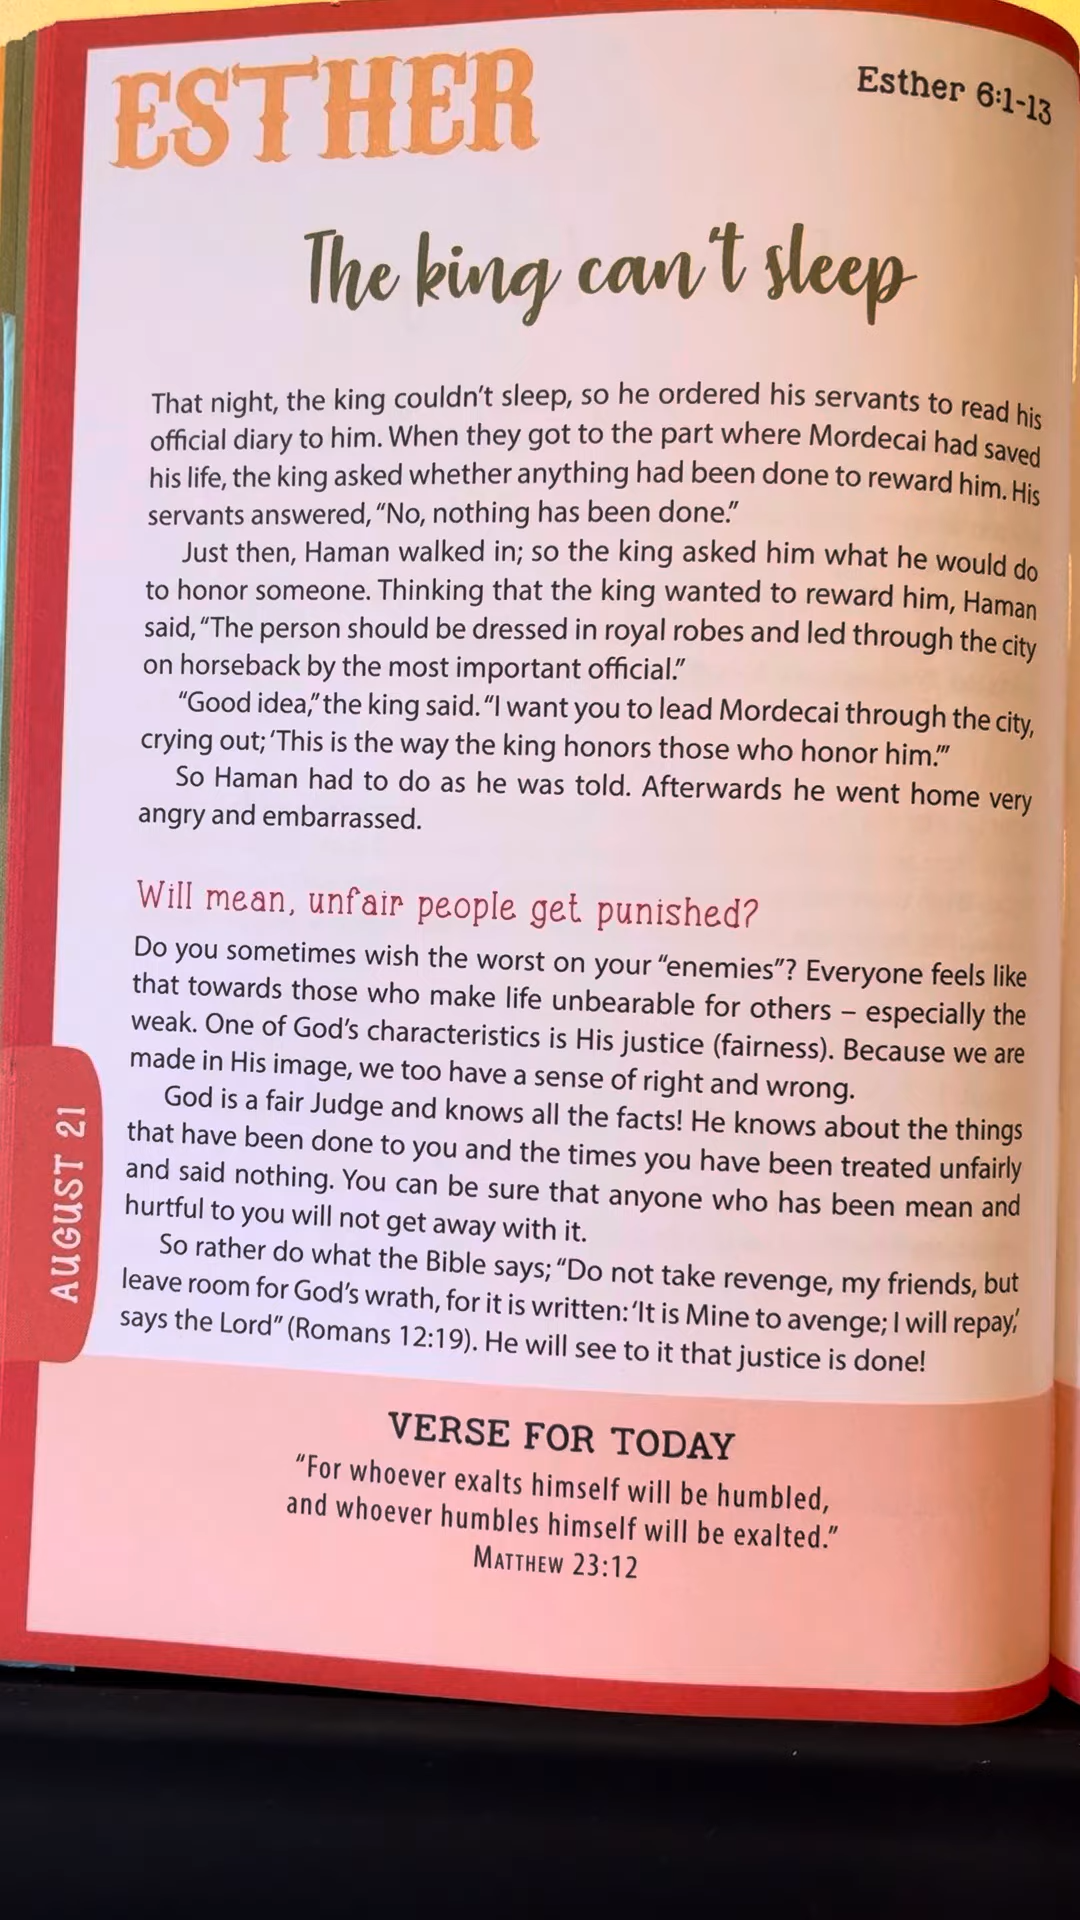 ESTHER
Esther 6:1-13
The king can't sleep
That night, the king couldn't sleep, so he ordered his servants to read his
official diary to him. When they got to the part where Mordecai had saved
his life, the king asked whether anything had been done to reward him. His
servants answered, “No, nothing has been done.”
Just then, Haman walked in; so the king asked him what he would do
to honor someone. Thinking that the king wanted to reward him, Haman
said, “The person should be dressed in royal robes and led through the city
on horseback by the most important official.”
“Good idea,” the king said. “I want you to lead Mordecai through the city,
crying out; ‘This is the way the king honors those who honor him.’”
So Haman had to do as he was told. Afterwards he went home very
angry and embarrassed.
Will mean, unfair people get punished?
Do you sometimes wish the worst on your “enemies”? Everyone feels like
that towards those who make life unbearable for others – especially the
weak. One of God's characteristics is His justice (fairness). Because we are
made in His image, we too have a sense of right and wrong.
God is a fair Judge and knows all the facts! He knows about the things
that have been done to you and the times you have been treated unfairly
and said nothing. You can be sure that anyone who has been mean and
hurtful to you will not get away with it.
So rather do what the Bible says; “Do not take revenge, my friends, but
leave room for God's wrath, for it is written: ‘It is Mine to avenge; I will repay,’
says the Lord” (Romans 12:19). He will see to it that justice is done!
AUGUST 21
VERSE FOR TODAY
“For whoever exalts himself will be humbled,
and whoever humbles himself will be exalted.”
MATTHEW 23:12